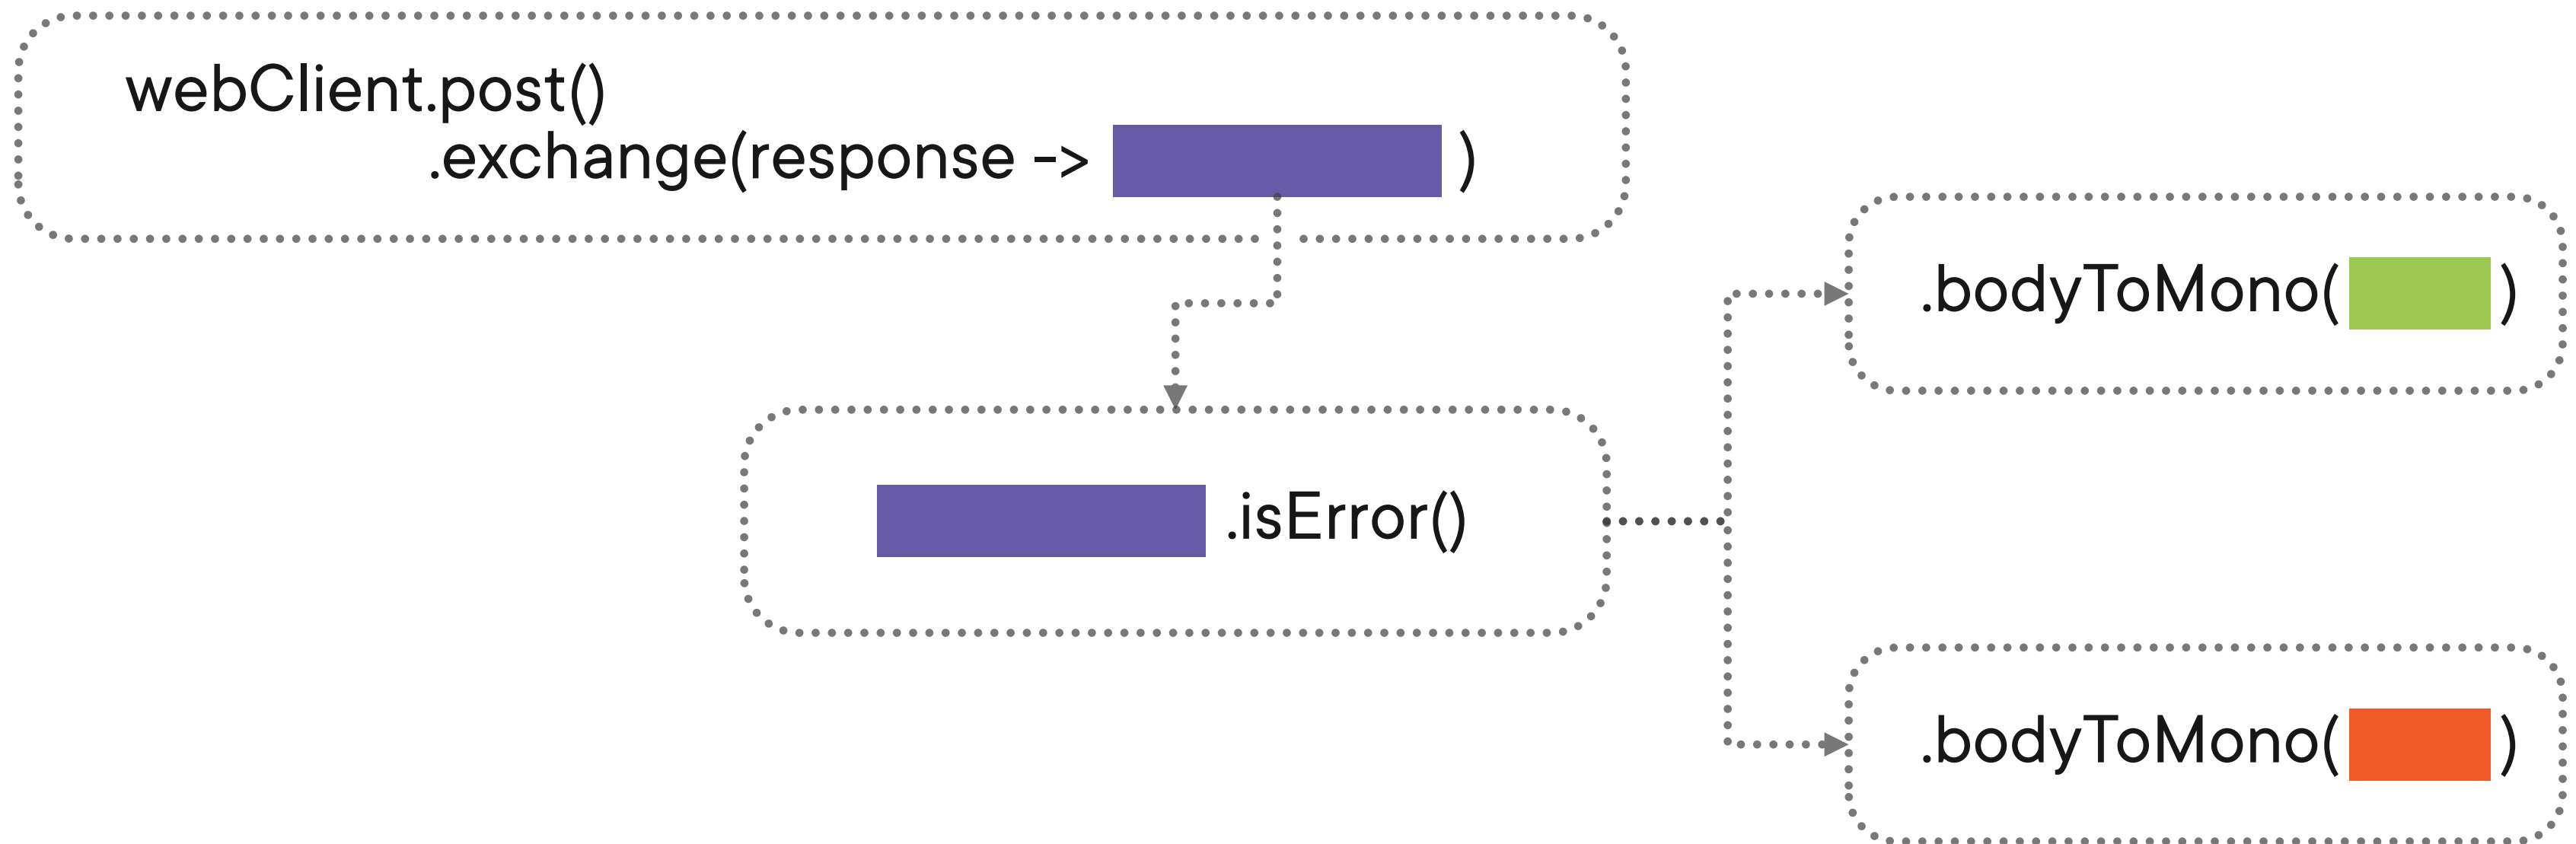 webClient.post()
.exchange(response -> )
.bodyToMono( )
.isError()
.bodyToMono( )